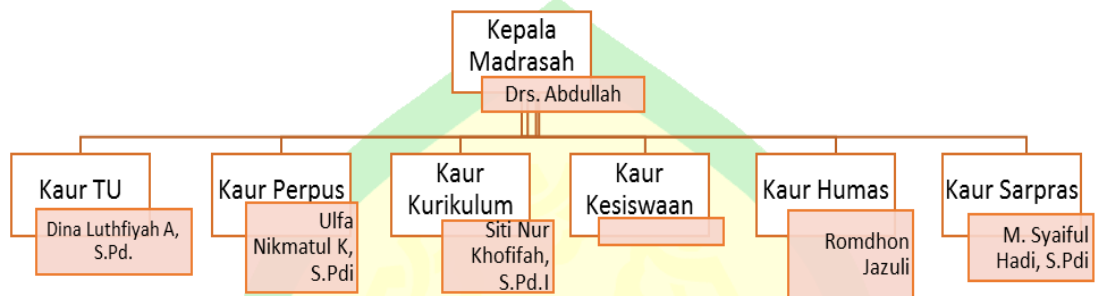 Kepala
Madrasah
Drs. Abdullah
Kaur TU
Dina Luthfiyah A,
S.Pd.
Kaur Perpus
Ulfa
Nikmatul K,
S.Pdi
Kaur
Kurikulum
Siti Nur
Khofifah,
S.Pd.I
Kaur
Kesiswaan
Kaur Humas
Romdhon
Jazuli
Kaur Sarpras
M. Syaiful
Hadi, S.Pdi